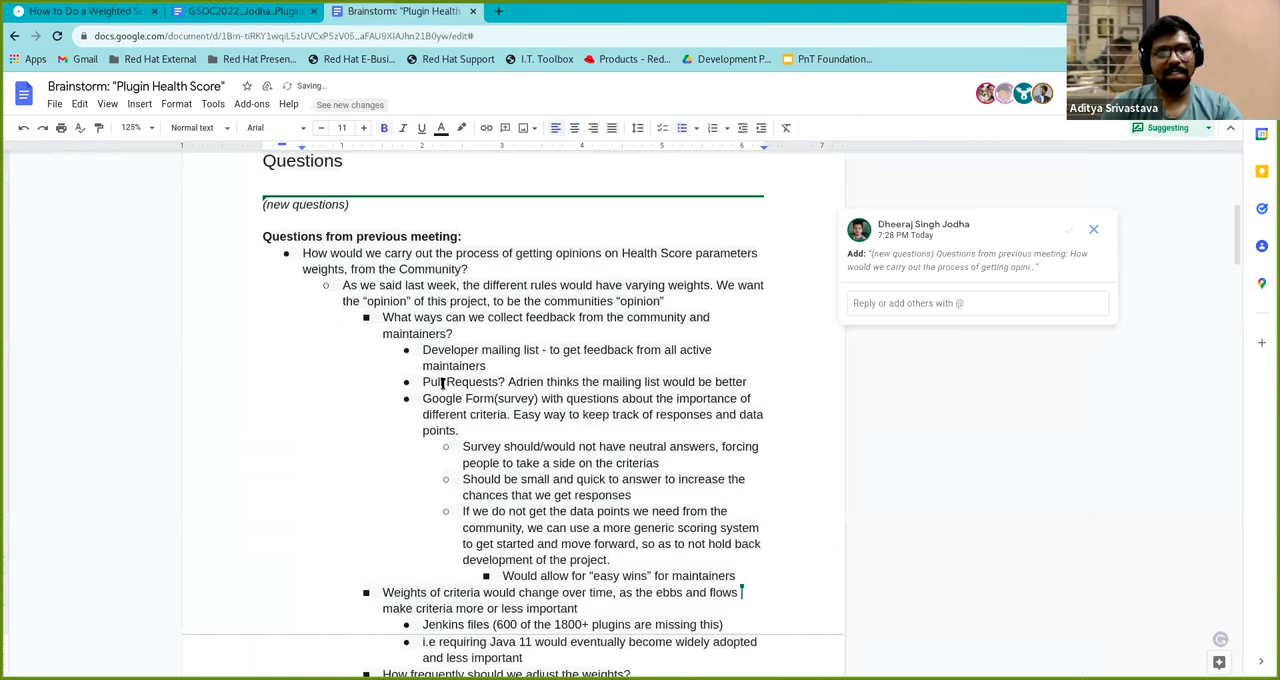 How to Do a Weighted Sc
GSOC2022_Jodha_Plugin
Brainstorm: "Plugin Health
docs.google.com/document/d/1Bm-tiRKY1wqiL5zUVCxP5zV05_aFAU9XIAJhn21B0yw/edit#
Apps Gmail Red Hat External Red Hat Presen... Red Hat E-Busi... Red Hat Support I.T. Toolbox Products - Red... Development P... PnT Foundation...
Aditya Srivastava
Brainstorm: "Plugin Health Score"
Saving...
File Edit View Insert Format Tools Add-ons Help See new changes
125% Normal text Arial 11 Suggesting
1 1 2 3 4 5 6 7
Questions
(new questions)
Questions from previous meeting:
How would we carry out the process of getting opinions on Health Score parameters
weights, from the Community?
As we said last week, the different rules would have varying weights. We want
the “opinion” of this project, to be the communities “opinion”
What ways can we collect feedback from the community and
maintainers?
Developer mailing list - to get feedback from all active
maintainers
Pull Requests? Adrien thinks the mailing list would be better
Google Form(survey) with questions about the importance of
different criteria. Easy way to keep track of responses and data
points.
Survey should/would not have neutral answers, forcing
people to take a side on the criterias
Should be small and quick to answer to increase the
chances that we get responses
If we do not get the data points we need from the
community, we can use a more generic scoring system
to get started and move forward, so as to not hold back
development of the project.
Would allow for “easy wins” for maintainers
Weights of criteria would change over time, as the ebbs and flows
make criteria more or less important
Jenkins files (600 of the 1800+ plugins are missing this)
i.e requiring Java 11 would eventually become widely adopted
and less important
How frequently should we adjust the weights?
Dheeraj Singh Jodha
7:28 PM Today
Add: “(new questions) Questions from previous meeting: How
would we carry out the process of getting opini...”
Reply or add others with @